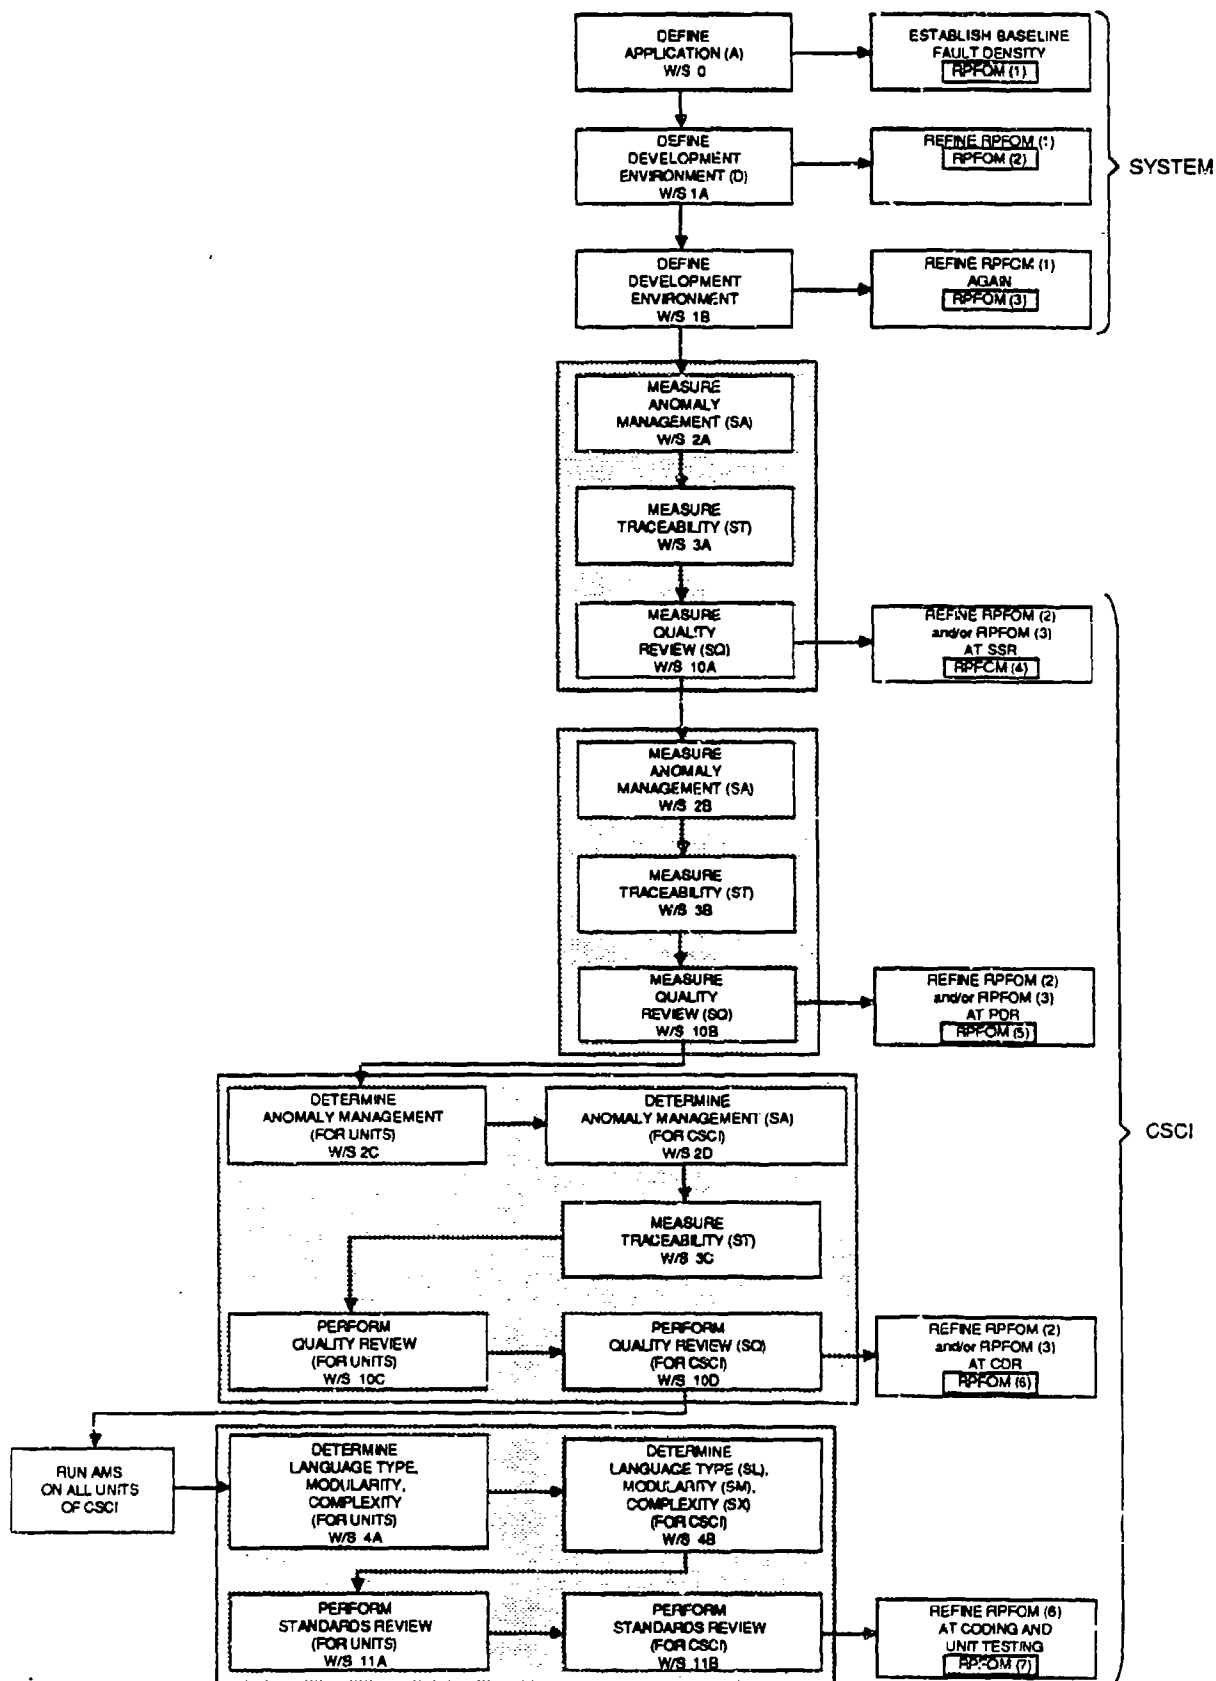 DEFINE
APPLICATION (A)
W/S 0
ESTABLISH BASELINE
FAULT DENSITY
RPFOM (1)
DEFINE
DEVELOPMENT
ENVIRONMENT (D)
W/S 1A
REFINE RPFOM (1)
RPFOM (2)
SYSTEM
DEFINE
DEVELOPMENT
ENVIRONMENT
W/S 1B
REFINE RPFOM (1)
AGAIN
RPFOM (3)
MEASURE
ANOMALY
MANAGEMENT (SA)
W/S 2A
MEASURE
TRACEABILITY (ST)
W/S 3A
MEASURE
QUALITY
REVIEW (SQ)
W/S 10A
REFINE RPFOM (2)
and/or RPFOM (3)
AT SSR
RPFOM (4)
MEASURE
ANOMALY
MANAGEMENT (SA)
W/S 2B
MEASURE
TRACEABILITY (ST)
W/S 3B
MEASURE
QUALITY
REVIEW (SQ)
W/S 10B
REFINE RPFOM (2)
and/or RPFOM (3)
AT PDR
RPFOM (5)
DETERMINE
ANOMALY MANAGEMENT
(FOR UNITS)
W/S 2C
DETERMINE
ANOMALY MANAGEMENT (SA)
(FOR CSCI)
W/S 2D
CSCI
MEASURE
TRACEABILITY (ST)
W/S 3C
PERFORM
QUALITY REVIEW
(FOR UNITS)
W/S 10C
PERFORM
QUALITY REVIEW (SQ)
(FOR CSCI)
W/S 10D
REFINE RPFOM (2)
and/or RPFOM (3)
AT CDR
RPFOM (6)
RUN AMS
ON ALL UNITS
OF CSCI
DETERMINE
LANGUAGE TYPE,
MODULARITY,
COMPLEXITY
(FOR UNITS)
W/S 4A
DETERMINE
LANGUAGE TYPE (SL),
MODULARITY (SM),
COMPLEXITY (SX)
(FOR CSCI)
W/S 4B
PERFORM
STANDARDS REVIEW
(FOR UNITS)
W/S 11A
PERFORM
STANDARDS REVIEW
(FOR CSCI)
W/S 11B
REFINE RPFOM (6)
AT CODING AND
UNIT TESTING
RPFOM (7)